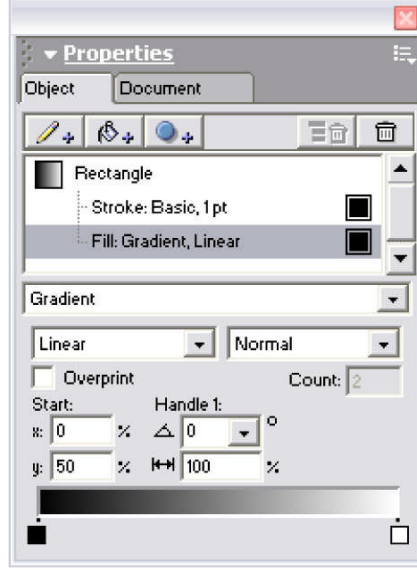 Properties
Object Document
Rectangle
Stroke: Basic, 1pt
Fill: Gradient, Linear
Gradient
Linear Normal
Overprint Count: 2
Start: Handle 1:
x: 0 % 0 °
y: 50 % 100 %